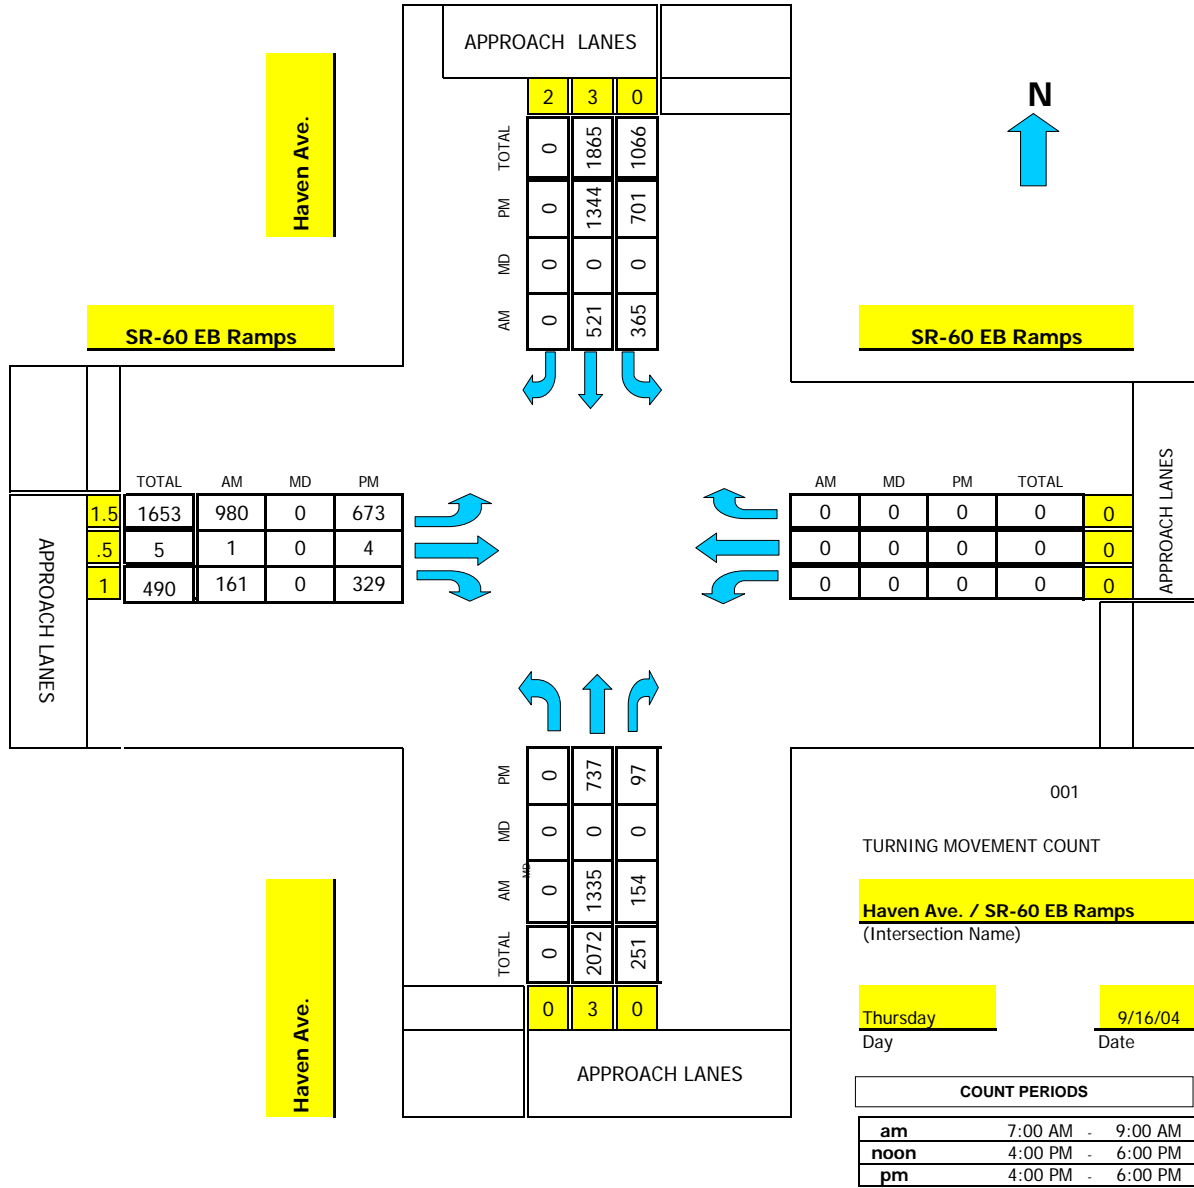 APPROACH LANES
2 3 0
N
Haven Ave.
TOTAL 0 1865 1066
PM 0 1344 701
MD 0 0 0
AM 0 521 365
SR-60 EB Ramps
SR-60 EB Ramps
TOTAL AM MD PM
1.5 1653 980 0 673
.5 5 1 0 4
1 490 161 0 329
APPROACH LANES
AM MD PM TOTAL
0 0 0 0 0
0 0 0 0 0
0 0 0 0 0
APPROACH LANES
PM 0 737 97
MD 0 0 0
MD
AM 0 1335 154
TOTAL 0 2072 251
0 3 0
APPROACH LANES
Haven Ave.
001
TURNING MOVEMENT COUNT
Haven Ave. / SR-60 EB Ramps
(Intersection Name)
Thursday 9/16/04
Day Date
COUNT PERIODS
am 7:00 AM - 9:00 AM
noon 4:00 PM - 6:00 PM
pm 4:00 PM - 6:00 PM